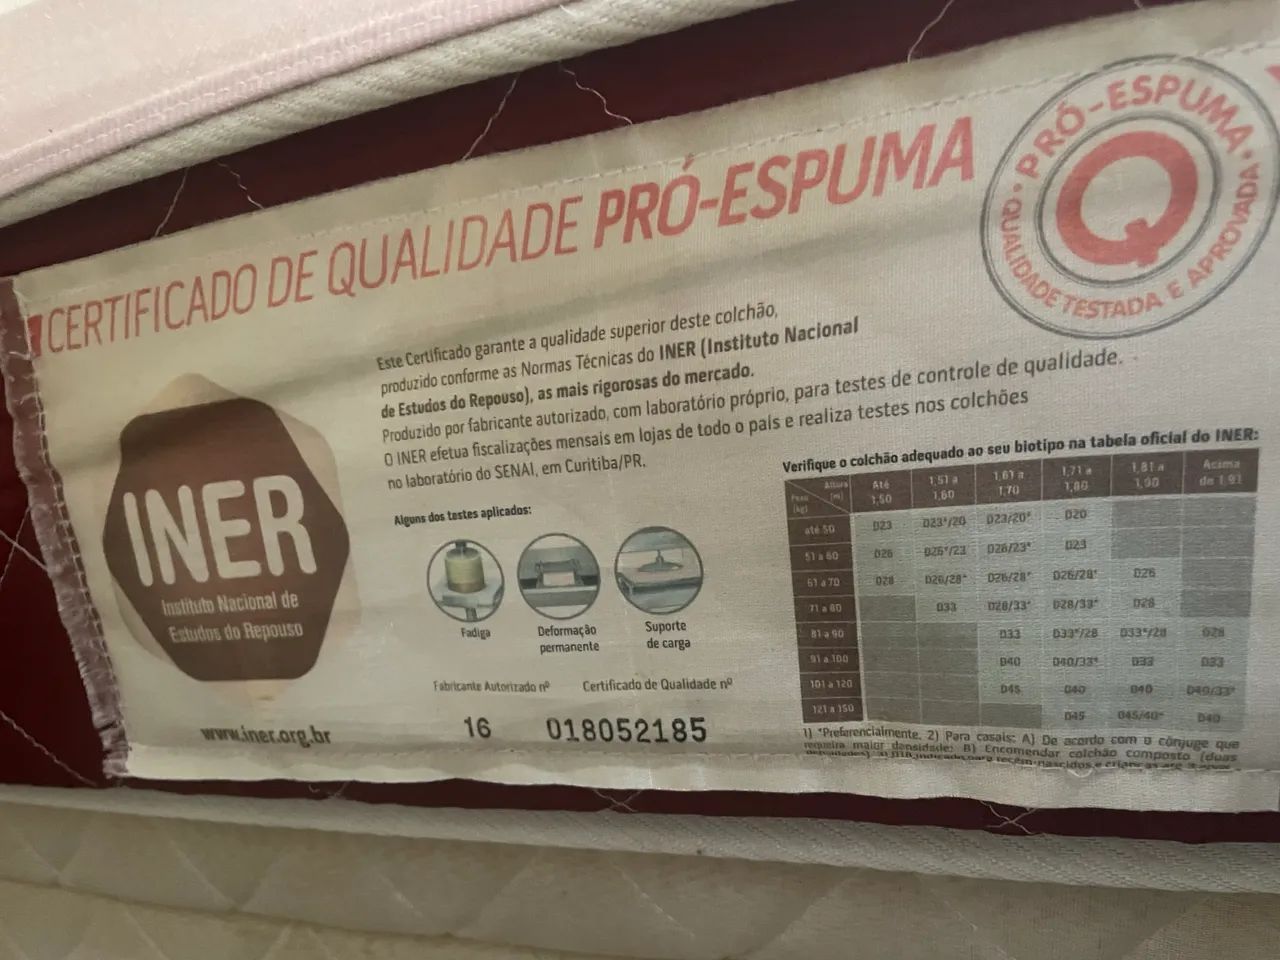 CERTIFICADO DE QUALIDADE PRÓ-ESPUMA
• PRÓ-ESPUMA •
QUALIDADE TESTADA E APROVADA
Q
Este Certificado garante a qualidade superior deste colchão,
produzido conforme as Normas Técnicas do INER (Instituto Nacional
de Estudos do Repouso), as mais rigorosas do mercado.
Produzido por fabricante autorizado, com laboratório próprio, para testes de controle de qualidade.
O INER efetua fiscalizações mensais em lojas de todo o país e realiza testes nos colchões
no laboratório do SENAI, em Curitiba/PR.
INER
Instituto Nacional de
Estudos do Repouso
www.iner.org.br
Alguns dos testes aplicados:
Fadiga
Deformação
permanente
Suporte
de carga
Fabricante Autorizado nº
16
Certificado de Qualidade nº
018052185
Verifique o colchão adequado ao seu biotipo na tabela oficial do INER:
Peso (kg) Altura (m) Até 1,50 1,51 a 1,60 1,61 a 1,70 1,71 a 1,80 1,81 a 1,90 Acima de 1,91
até 50 D23 D23*/20 D23/20* D20
51 a 60 D26 D26*/23 D26/23* D23
61 a 70 D28 D26/28* D26/28* D26/28* D26
71 a 80 D33 D28/33* D28/33* D28
81 a 90 D33 D33*/28 D33*/28 D28
91 a 100 D40 D40/33* D33 D33
101 a 120 D45 D40 D40 D40/33*
121 a 150 D45 D45/40* D40
1) *Preferencialmente. 2) Para casais: A) De acordo com o cônjuge que
requeira maior densidade; B) Encomendar colchão composto (duas
densidades).